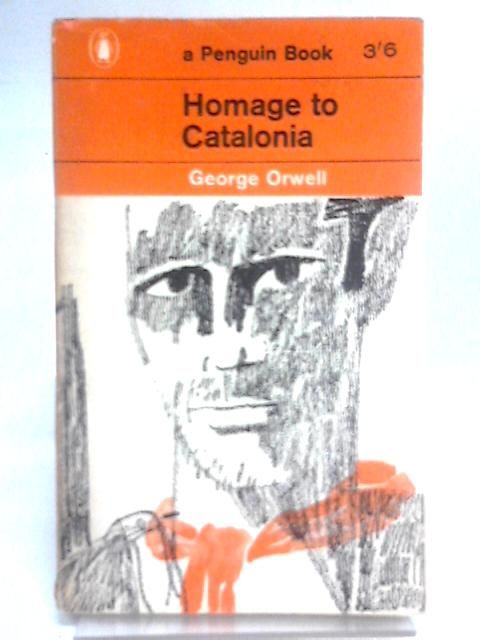 a Penguin Book 3'6
Homage to
Catalonia
George Orwell